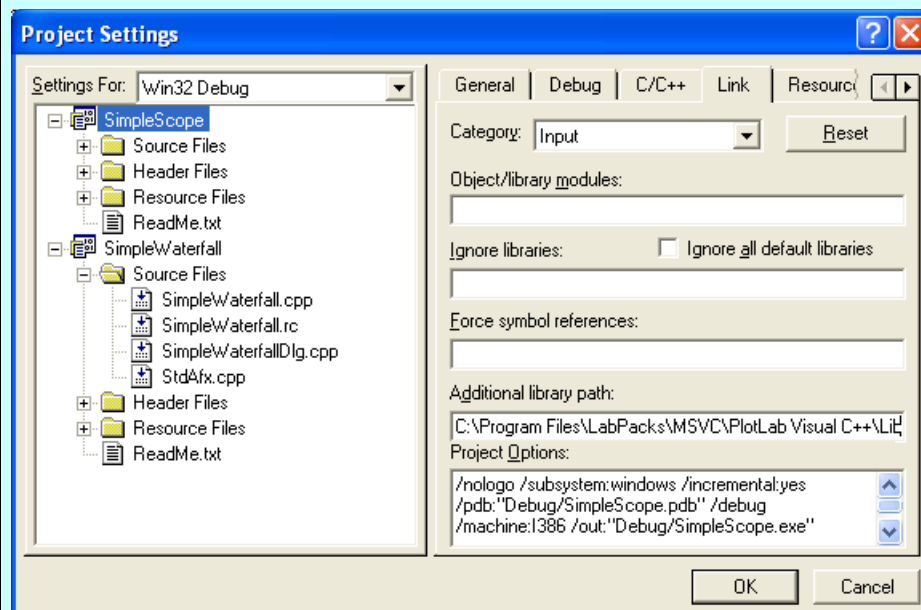 Project Settings
Settings For: Win32 Debug
SimpleScope
Source Files
Header Files
Resource Files
ReadMe.txt
SimpleWaterfall
Source Files
SimpleWaterfall.cpp
SimpleWaterfall.rc
SimpleWaterfallDlg.cpp
StdAfx.cpp
Header Files
Resource Files
ReadMe.txt
General Debug C/C++ Link Resourc
Category: Input Reset
Object/library modules:
Ignore libraries: Ignore all default libraries
Force symbol references:
Additional library path:
C:\Program Files\LabPacks\MSVC\PlotLab Visual C++\Lib
Project Options:
/nologo /subsystem:windows /incremental:yes
/pdb:"Debug/SimpleScope.pdb" /debug
/machine:I386 /out:"Debug/SimpleScope.exe"
OK Cancel